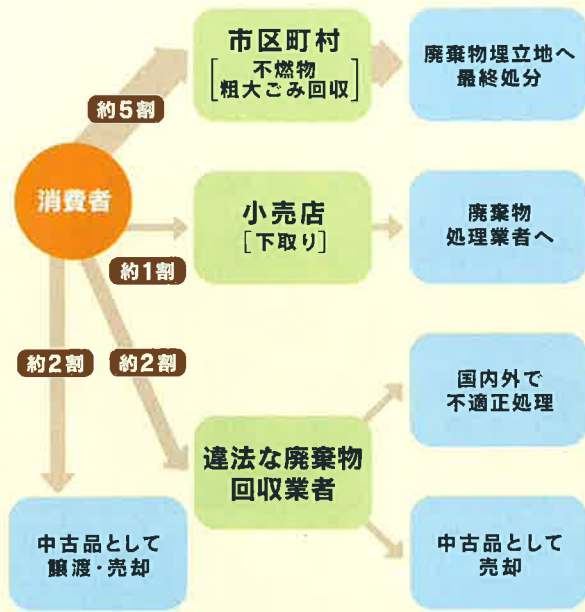 市区町村
[不燃物
粗大ごみ回収]
廃棄物埋立地へ
最終処分
約5割
消費者
小売店
[下取り]
廃棄物
処理業者へ
約1割
約2割
約2割
国内外で
不適正処理
違法な廃棄物
回収業者
中古品として
譲渡・売却
中古品として
売却